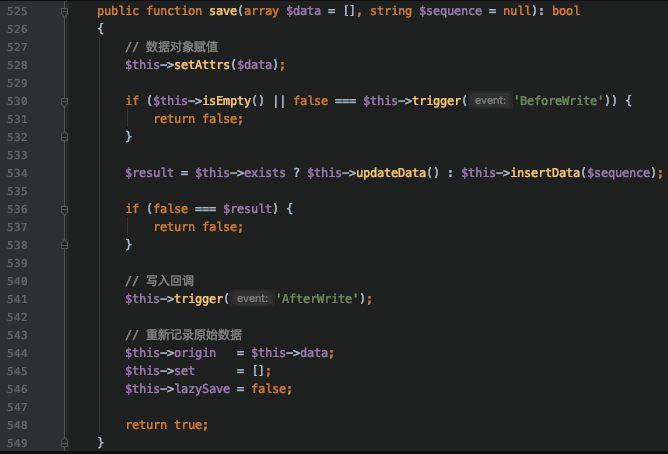 525 public function save(array $data = [], string $sequence = null): bool
526 {
527 // 数据对象赋值
528 $this->setAttrs($data);
529
530 if ($this->isEmpty() || false === $this->trigger( event: 'BeforeWrite')) {
531 return false;
532 }
533
534 $result = $this->exists ? $this->updateData() : $this->insertData($sequence);
535
536 if (false === $result) {
537 return false;
538 }
539
540 // 写入回调
541 $this->trigger( event: 'AfterWrite');
542
543 // 重新记录原始数据
544 $this->origin   = $this->data;
545 $this->set      = [];
546 $this->lazySave = false;
547
548 return true;
549 }